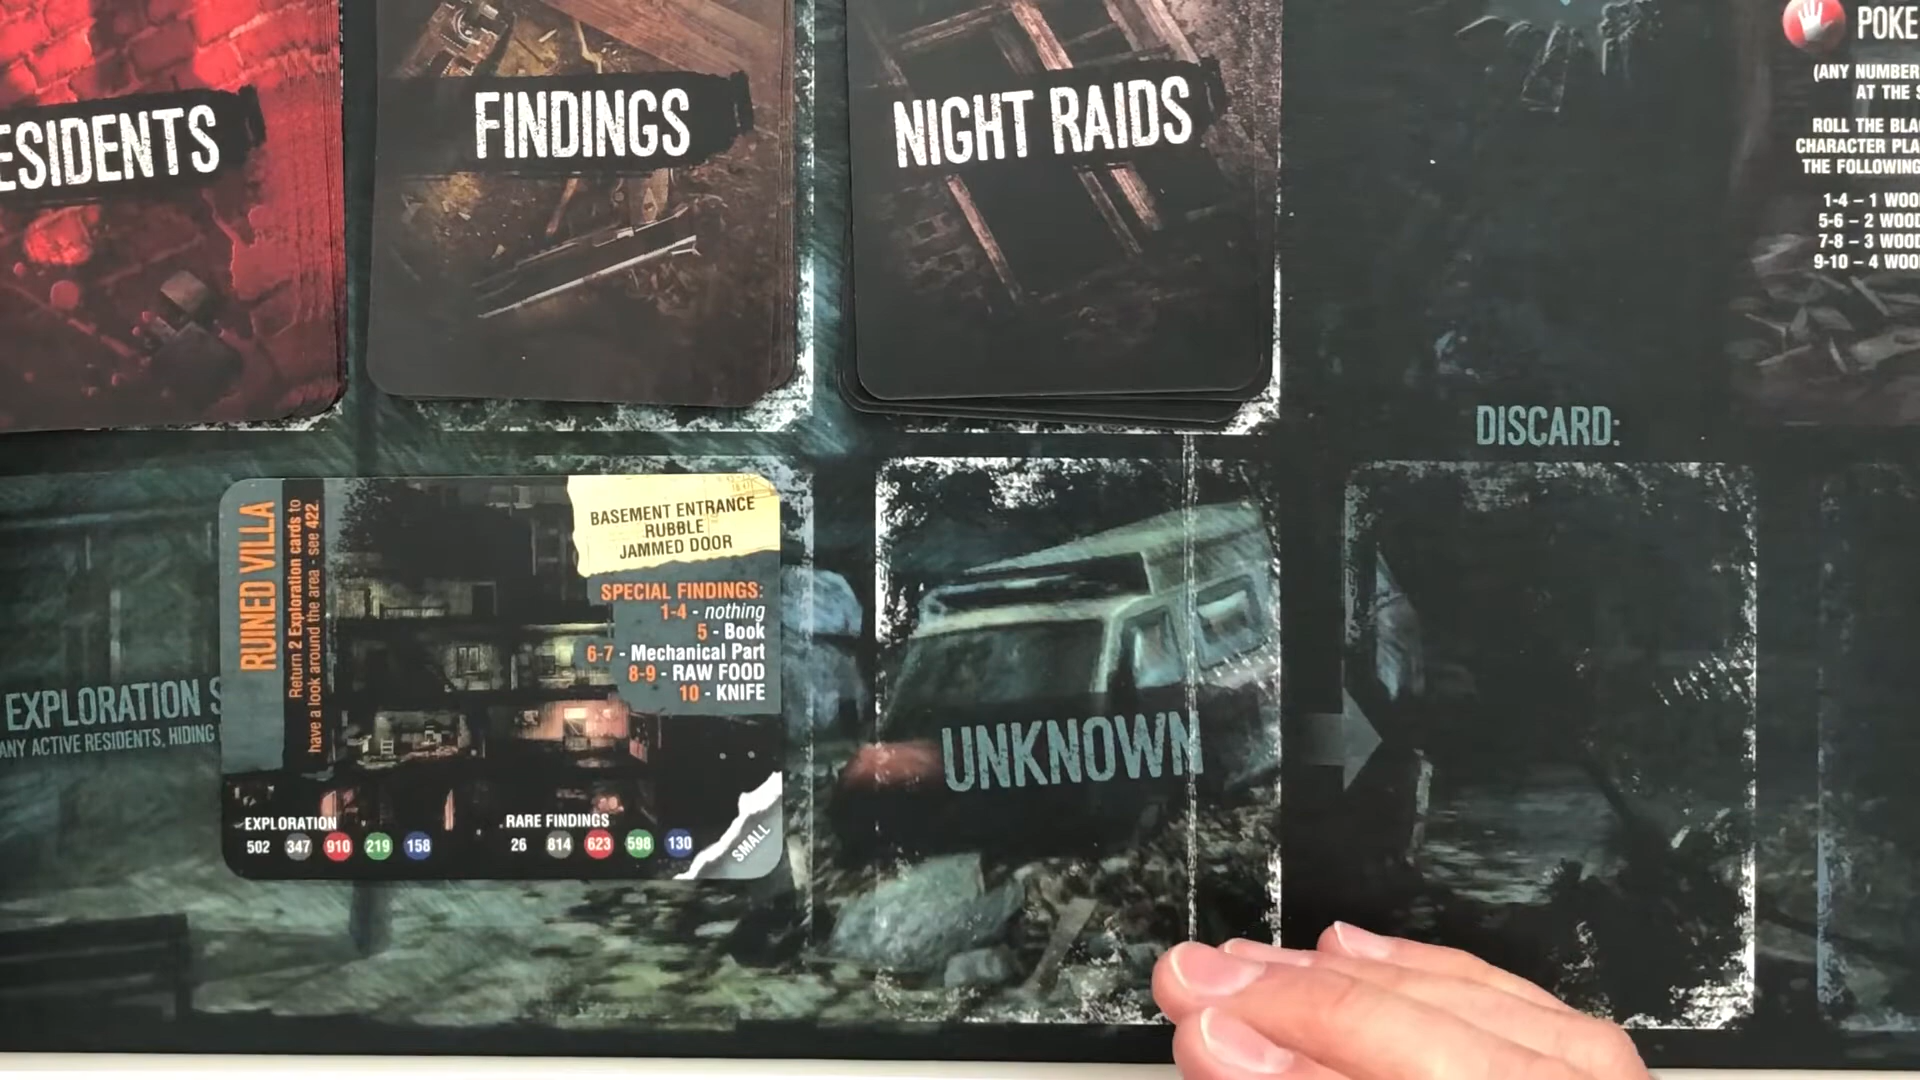 ESIDENTS
FINDINGS
NIGHT RAIDS
POKE
(ANY NUMBER
AT THE S
ROLL THE BLA
CHARACTER PLA
THE FOLLOWING
1-4 – 1 WOO
5-6 – 2 WOOD
7-8 – 3 WOOD
9-10 – 4 WOO
DISCARD:
RUINED VILLA
Return 2 Exploration cards to
have a look around the area - see 422.
BASEMENT ENTRANCE
RUBBLE
JAMMED DOOR
SPECIAL FINDINGS:
1-4 - nothing
5 - Book
6-7 - Mechanical Part
8-9 - RAW FOOD
10 - KNIFE
EXPLORATION
502 347 910 219 158
RARE FINDINGS
26 814 623 598 130
SMALL
EXPLORATION S
ANY ACTIVE RESIDENTS, HIDING
UNKNOWN